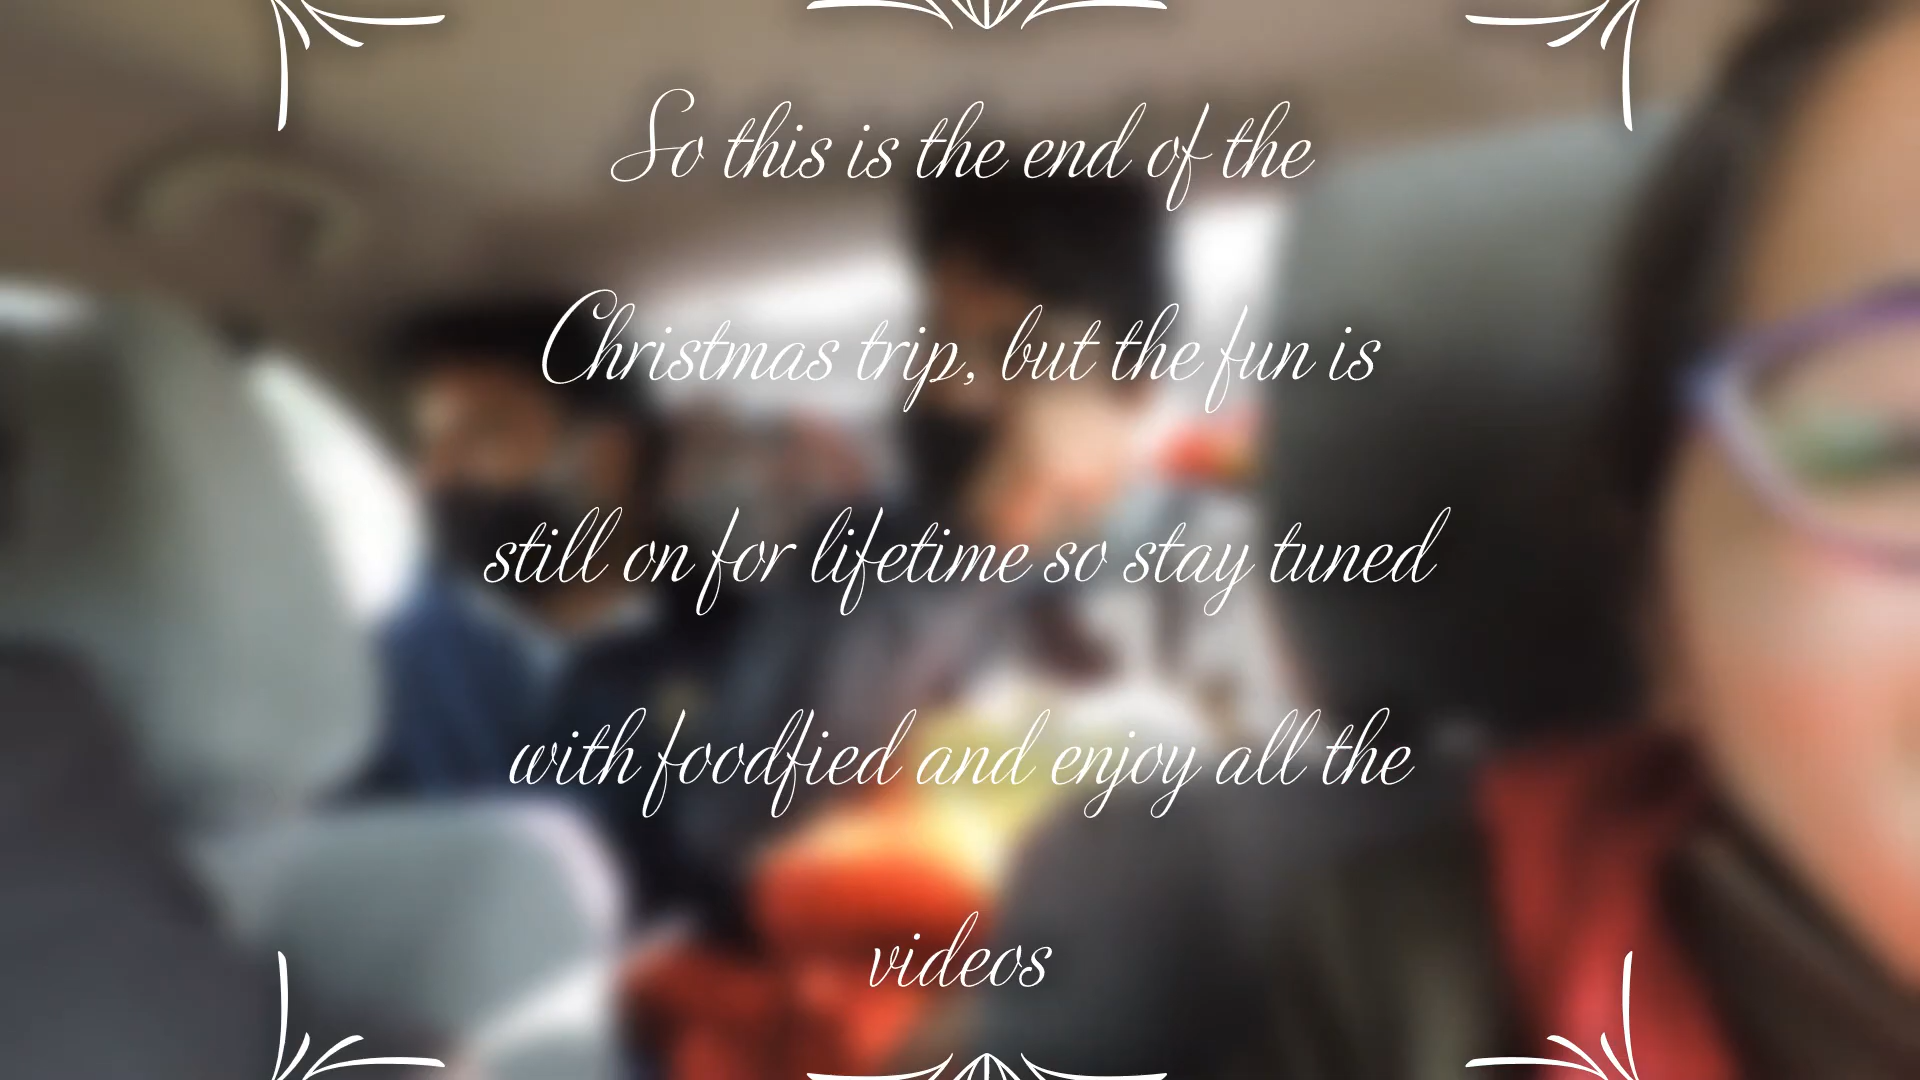 So this is the end of the
Christmas trip, but the fun is
still on for lifetime so stay tuned
with foodfied and enjoy all the
videos